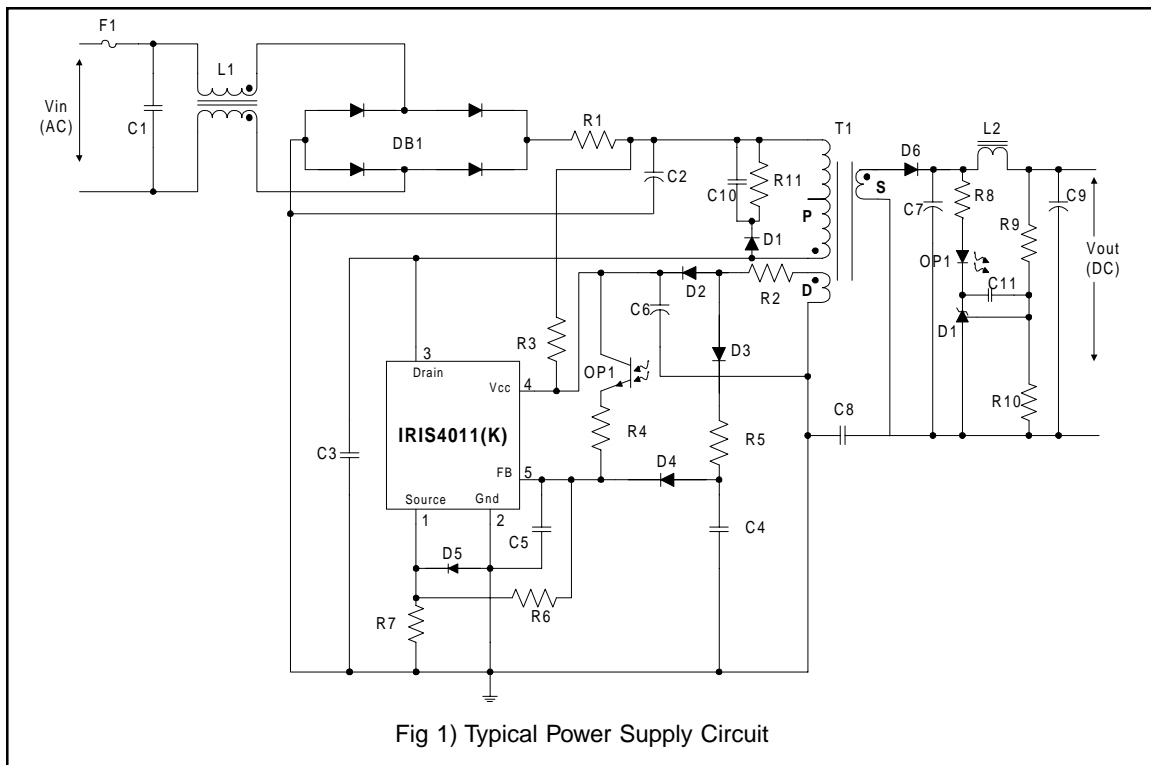 F1
L1
Vin
(AC)
C1
DB1
R1
C2
C10
R11
T1
P
S
D6
L2
C7
R8
R9
C9
D1
OP1
C11
Vout
(DC)
D1
R10
D2
R2
D
C6
D3
R3
OP1
3
Drain
Vcc
4
IRIS4011(K)
R4
R5
C8
C3
FB
5
D4
Source
Gnd
1
2
C5
C4
D5
R6
R7
Fig 1) Typical Power Supply Circuit